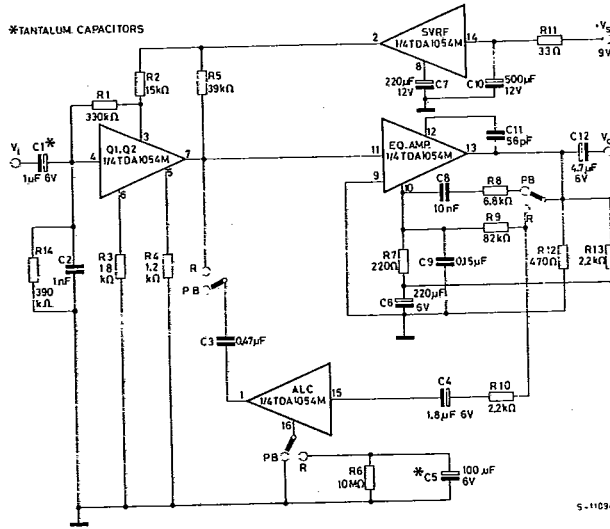 *TANTALUM CAPACITORS
SVRF
1/4TDA1054M
2
14
8
R11
33Ω
+Vs
9V
220µF
12V
C7
C10
500µF
12V
R2
15kΩ
R5
39kΩ
R1
330kΩ
Vi
C1*
1µF 6V
4
3
Q1.Q2
1/4TDA1054M
7
5
6
11
12
EQ.AMP.
1/4TDA1054M
13
9
10
C11
56pF
C12
4.7µF
6V
C8
10nF
R8
6.8kΩ
PB
R
R9
82kΩ
R14
390
kΩ
C2
1nF
R3
1.8
kΩ
R4
1.2
kΩ
R
PB
R7
220Ω
C9
0.15µF
R12
470Ω
R13
2.2kΩ
C6
220µF
6V
C3
0.47µF
1
ALC
1/4TDA1054M
15
16
C4
1.8µF 6V
R10
2.2kΩ
PB
R
R6
10MΩ
*C5
100µF
6V